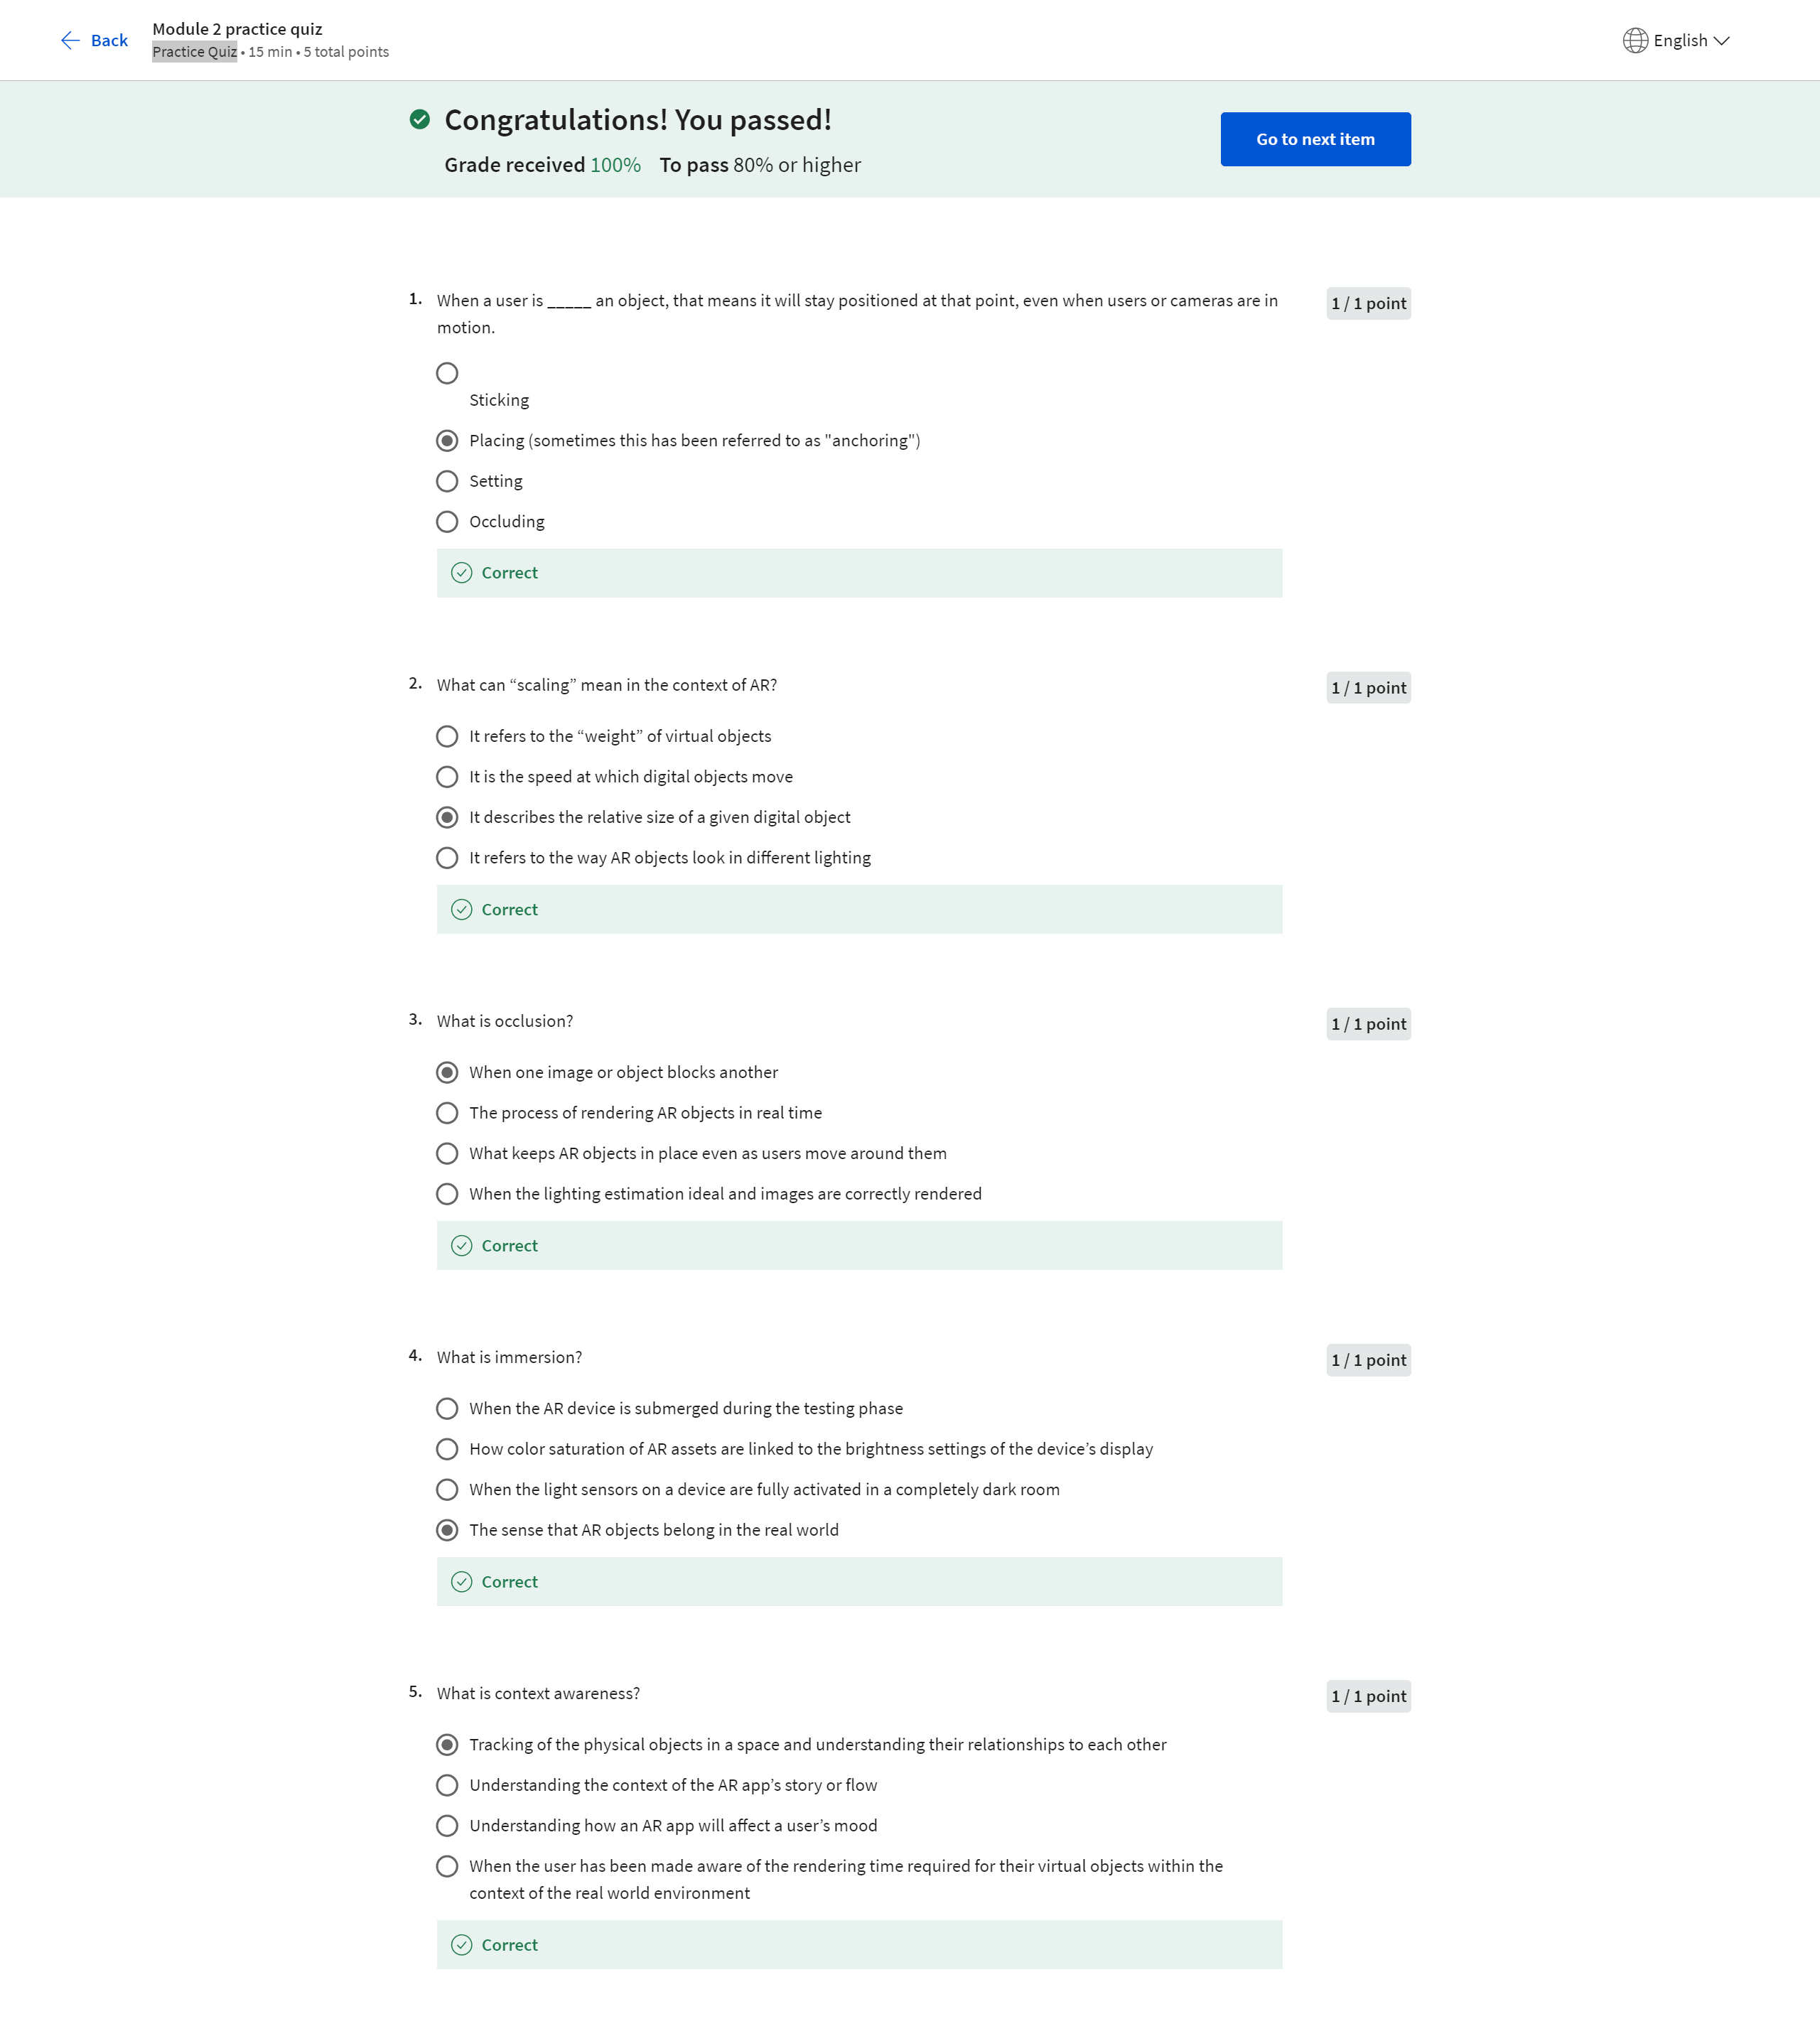 Back
Module 2 practice quiz
Practice Quiz • 15 min • 5 total points
English
Congratulations! You passed!
Grade received 100% To pass 80% or higher
Go to next item
1. When a user is _____ an object, that means it will stay positioned at that point, even when users or cameras are in
motion.
1 / 1 point
Sticking
Placing (sometimes this has been referred to as "anchoring")
Setting
Occluding
Correct
2. What can “scaling” mean in the context of AR?
1 / 1 point
It refers to the “weight” of virtual objects
It is the speed at which digital objects move
It describes the relative size of a given digital object
It refers to the way AR objects look in different lighting
Correct
3. What is occlusion?
1 / 1 point
When one image or object blocks another
The process of rendering AR objects in real time
What keeps AR objects in place even as users move around them
When the lighting estimation ideal and images are correctly rendered
Correct
4. What is immersion?
1 / 1 point
When the AR device is submerged during the testing phase
How color saturation of AR assets are linked to the brightness settings of the device’s display
When the light sensors on a device are fully activated in a completely dark room
The sense that AR objects belong in the real world
Correct
5. What is context awareness?
1 / 1 point
Tracking of the physical objects in a space and understanding their relationships to each other
Understanding the context of the AR app’s story or flow
Understanding how an AR app will affect a user’s mood
When the user has been made aware of the rendering time required for their virtual objects within the
context of the real world environment
Correct